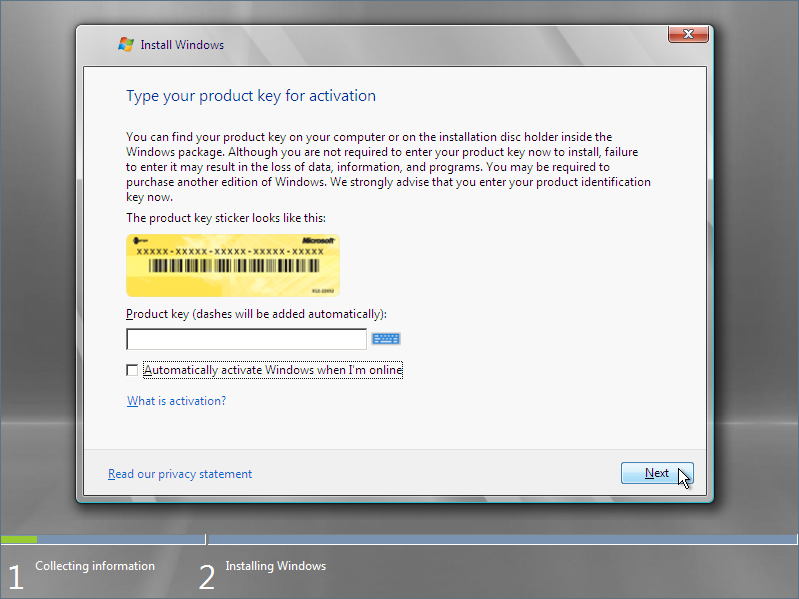 Install Windows
Type your product key for activation
You can find your product key on your computer or on the installation disc holder inside the
Windows package. Although you are not required to enter your product key now to install, failure
to enter it may result in the loss of data, information, and programs. You may be required to
purchase another edition of Windows. We strongly advise that you enter your product identification
key now.
The product key sticker looks like this:
Microsoft
XXXXX-XXXXX-XXXXX-XXXXX-XXXXX
Product key (dashes will be added automatically):
Automatically activate Windows when I'm online
What is activation?
Read our privacy statement
Next
1 Collecting information
2 Installing Windows